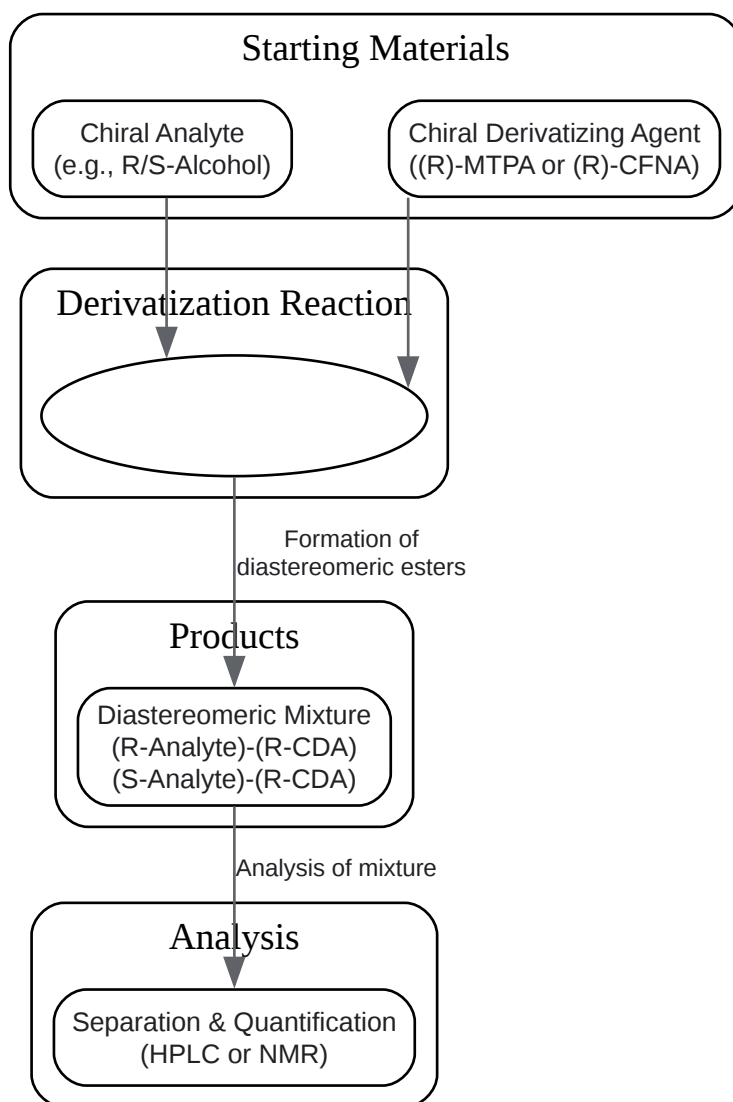 Starting Materials
Chiral Analyte
(e.g., R/S-Alcohol)
Chiral Derivatizing Agent
((R)-MTPA or (R)-CFNA)
Derivatization Reaction
Formation of
diastereomeric esters
Products
Diastereomeric Mixture
(R-Analyte)-(R-CDA)
(S-Analyte)-(R-CDA)
Analysis of mixture
Analysis
Separation & Quantification
(HPLC or NMR)